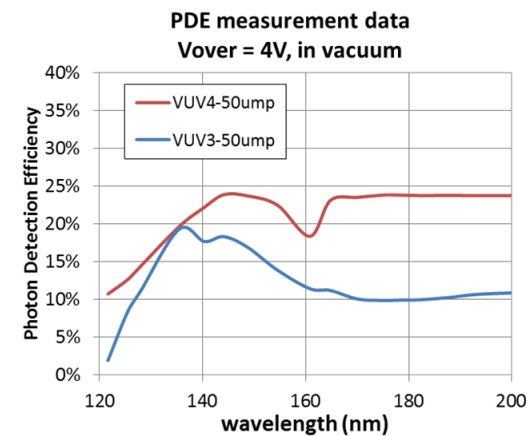 PDE measurement data
Vover = 4V, in vacuum
40%
35%
30%
25%
20%
15%
10%
5%
0%
Photon Detection Efficiency
VUV4-50ump
VUV3-50ump
120 140 160 180 200
wavelength (nm)